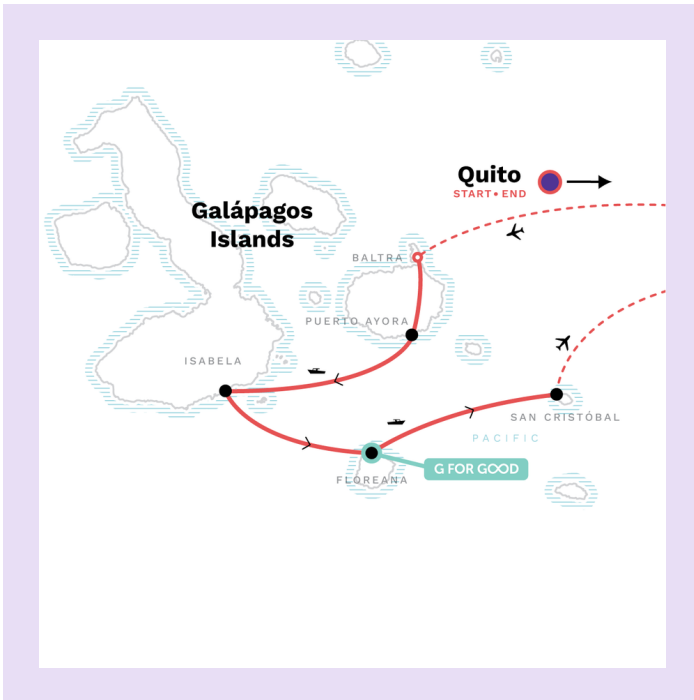 Quito
START • END
Galápagos
Islands
BALTRA
PUERTO AYORA
ISABELA
SAN CRISTÓBAL
PACIFIC
G FOR GOOD
FLOREANA